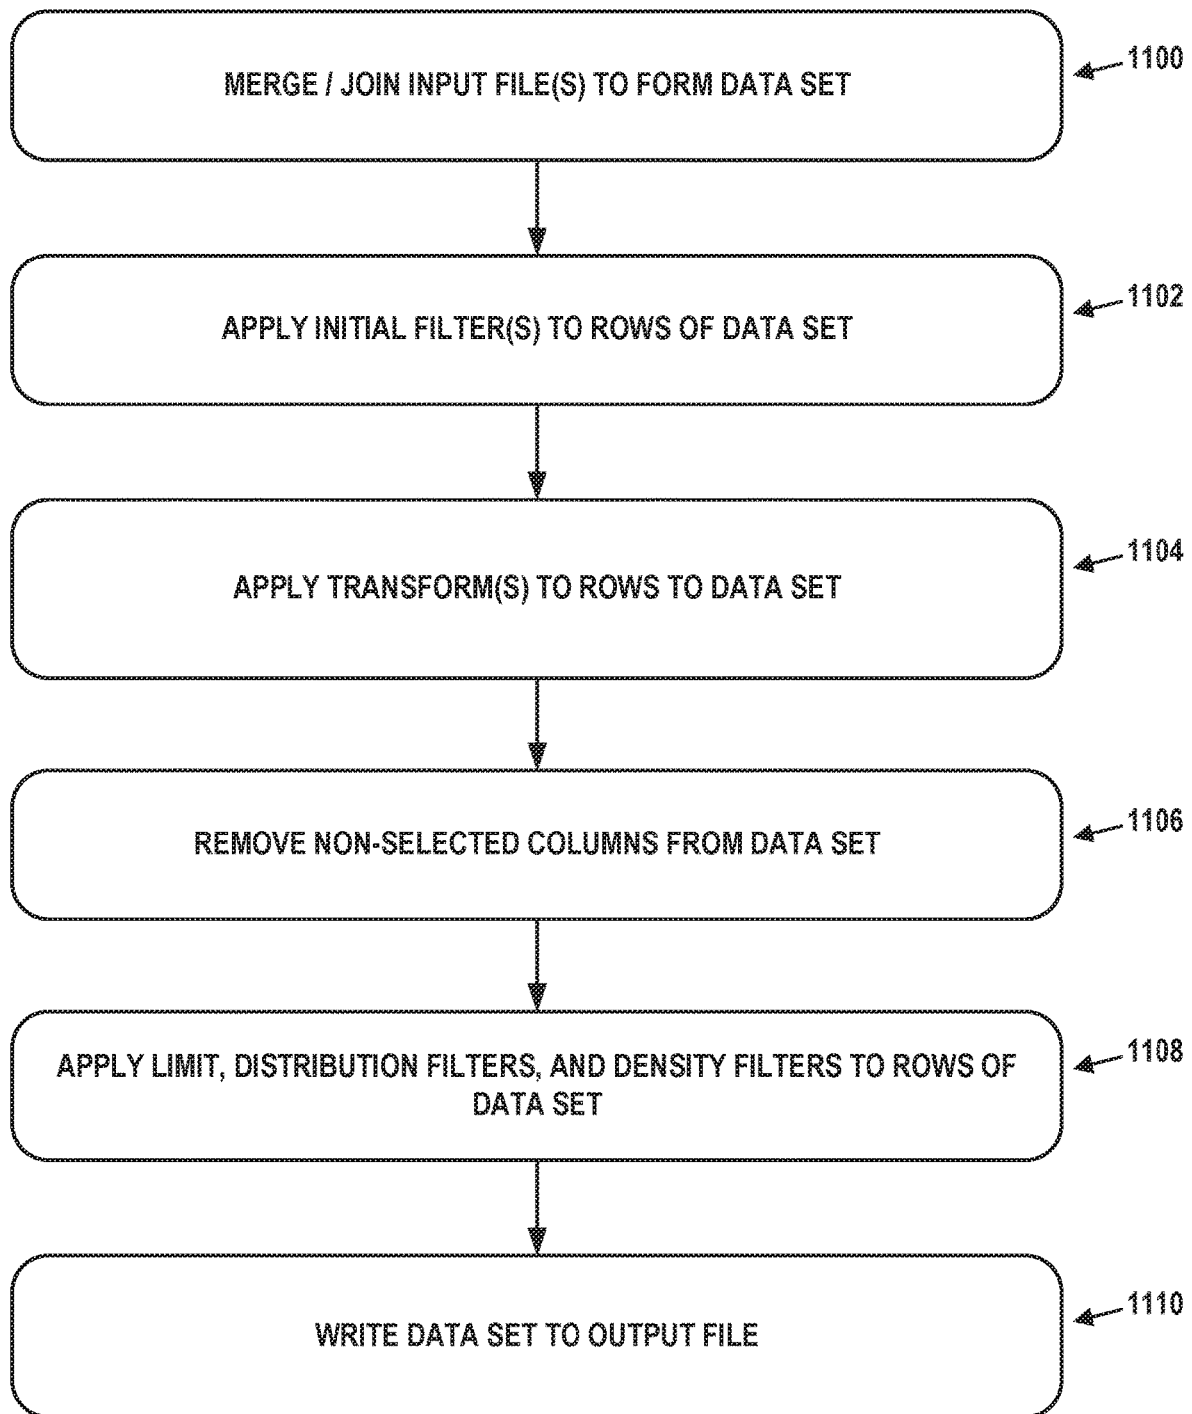 MERGE / JOIN INPUT FILE(S) TO FORM DATA SET
1100
APPLY INITIAL FILTER(S) TO ROWS OF DATA SET
1102
APPLY TRANSFORM(S) TO ROWS TO DATA SET
1104
REMOVE NON-SELECTED COLUMNS FROM DATA SET
1106
APPLY LIMIT, DISTRIBUTION FILTERS, AND DENSITY FILTERS TO ROWS OF
DATA SET
1108
WRITE DATA SET TO OUTPUT FILE
1110